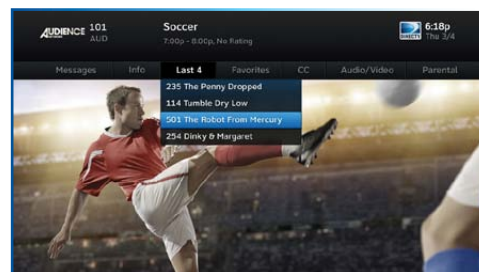 AUDIENCE 101
AUD
Soccer
7:00p - 8:00p, No Rating
DIRECTV
6:18p
Thu 3/4
Messages Info Last 4 Favorites CC Audio/Video Parental
235 The Penny Dropped
114 Tumble Dry Low
501 The Robot From Mercury
254 Dinky & Margaret